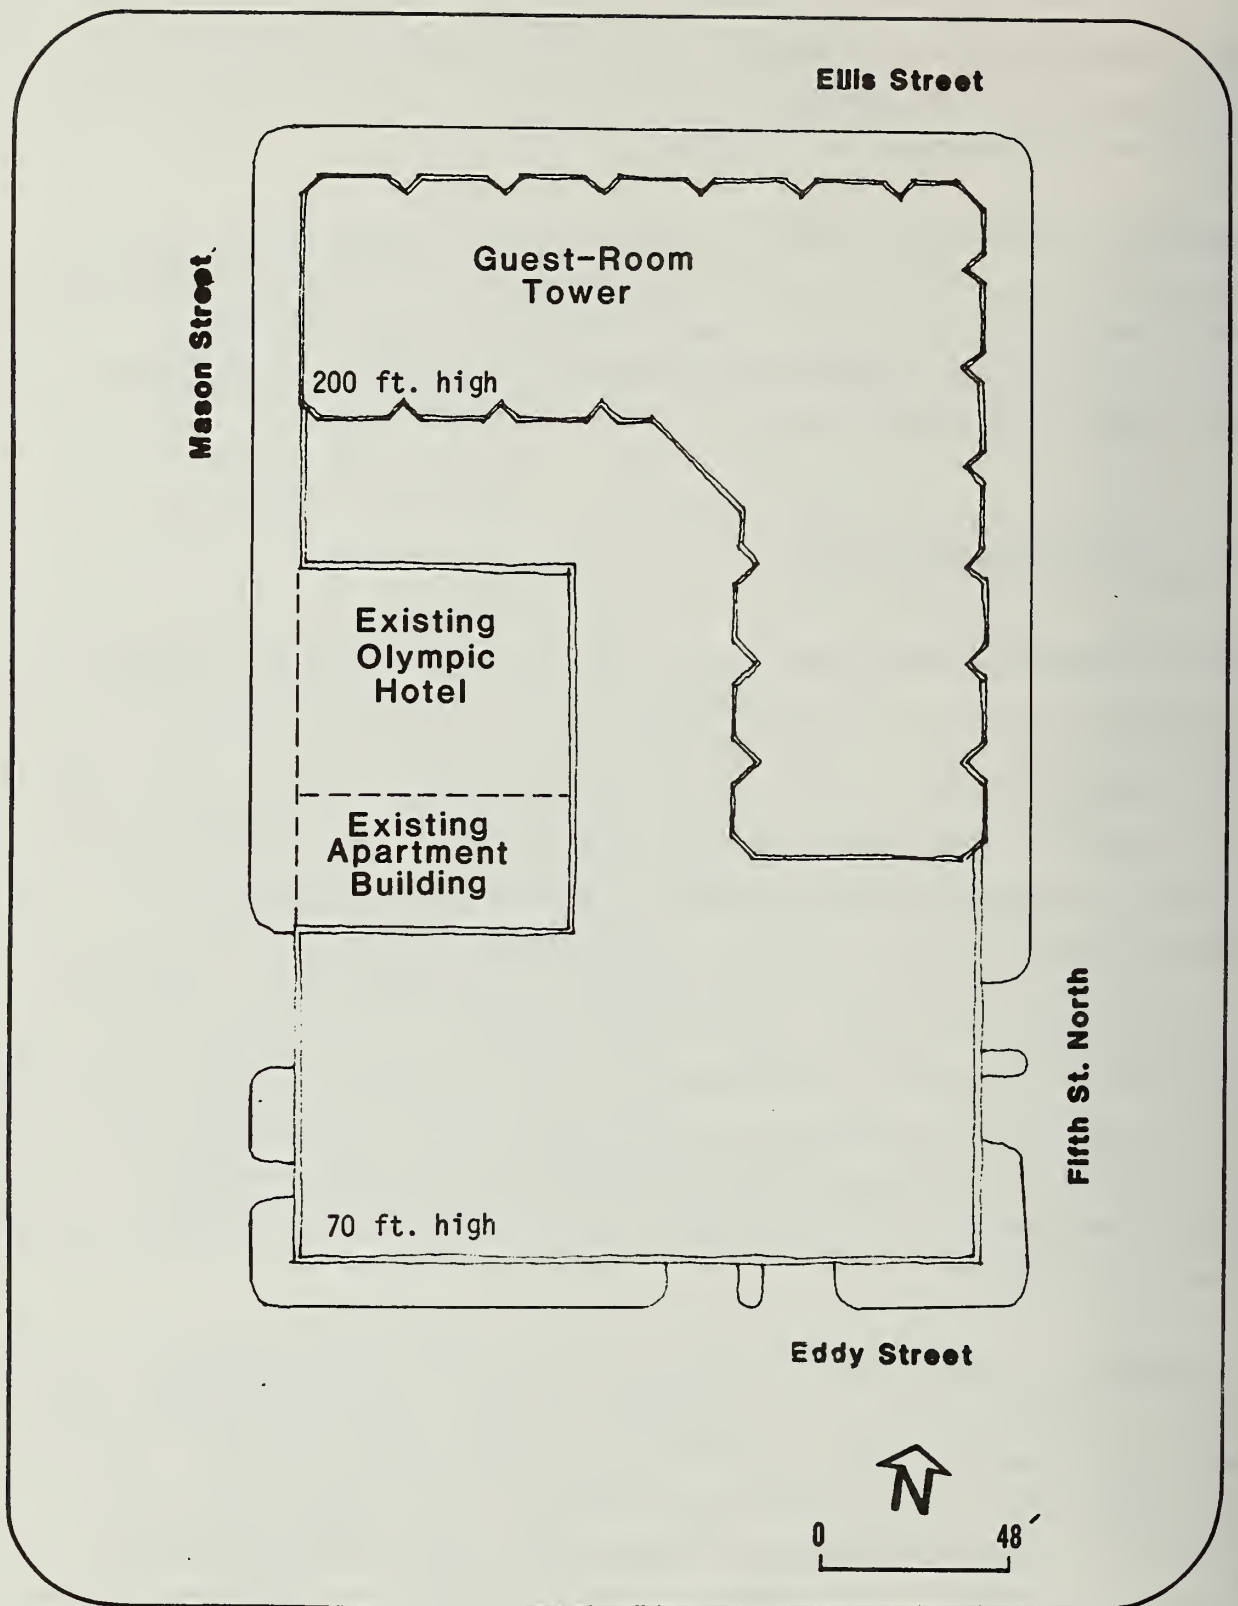 Ellis Street
Mason Street
Guest-Room
Tower
200 ft. high
Existing
Olympic
Hotel
Existing
Apartment
Building
Fifth St. North
70 ft. high
Eddy Street
N
0 48'